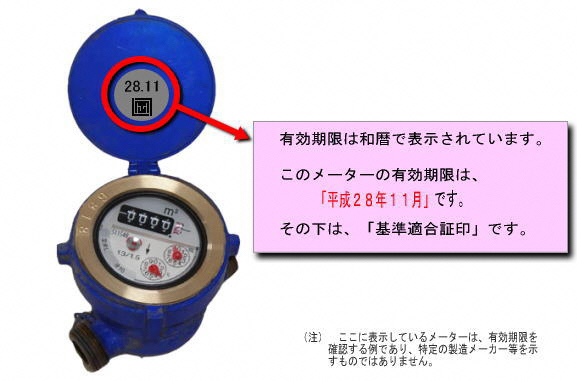 28.11
有効期限は和暦で表示されています。
このメーターの有効期限は、
「平成28年11月」です。
その下は、「基準適合証印」です。
m³
(注) ここに表示しているメーターは、有効期限を
確認する例であり、特定の製造メーカー等を示
すものではありません。